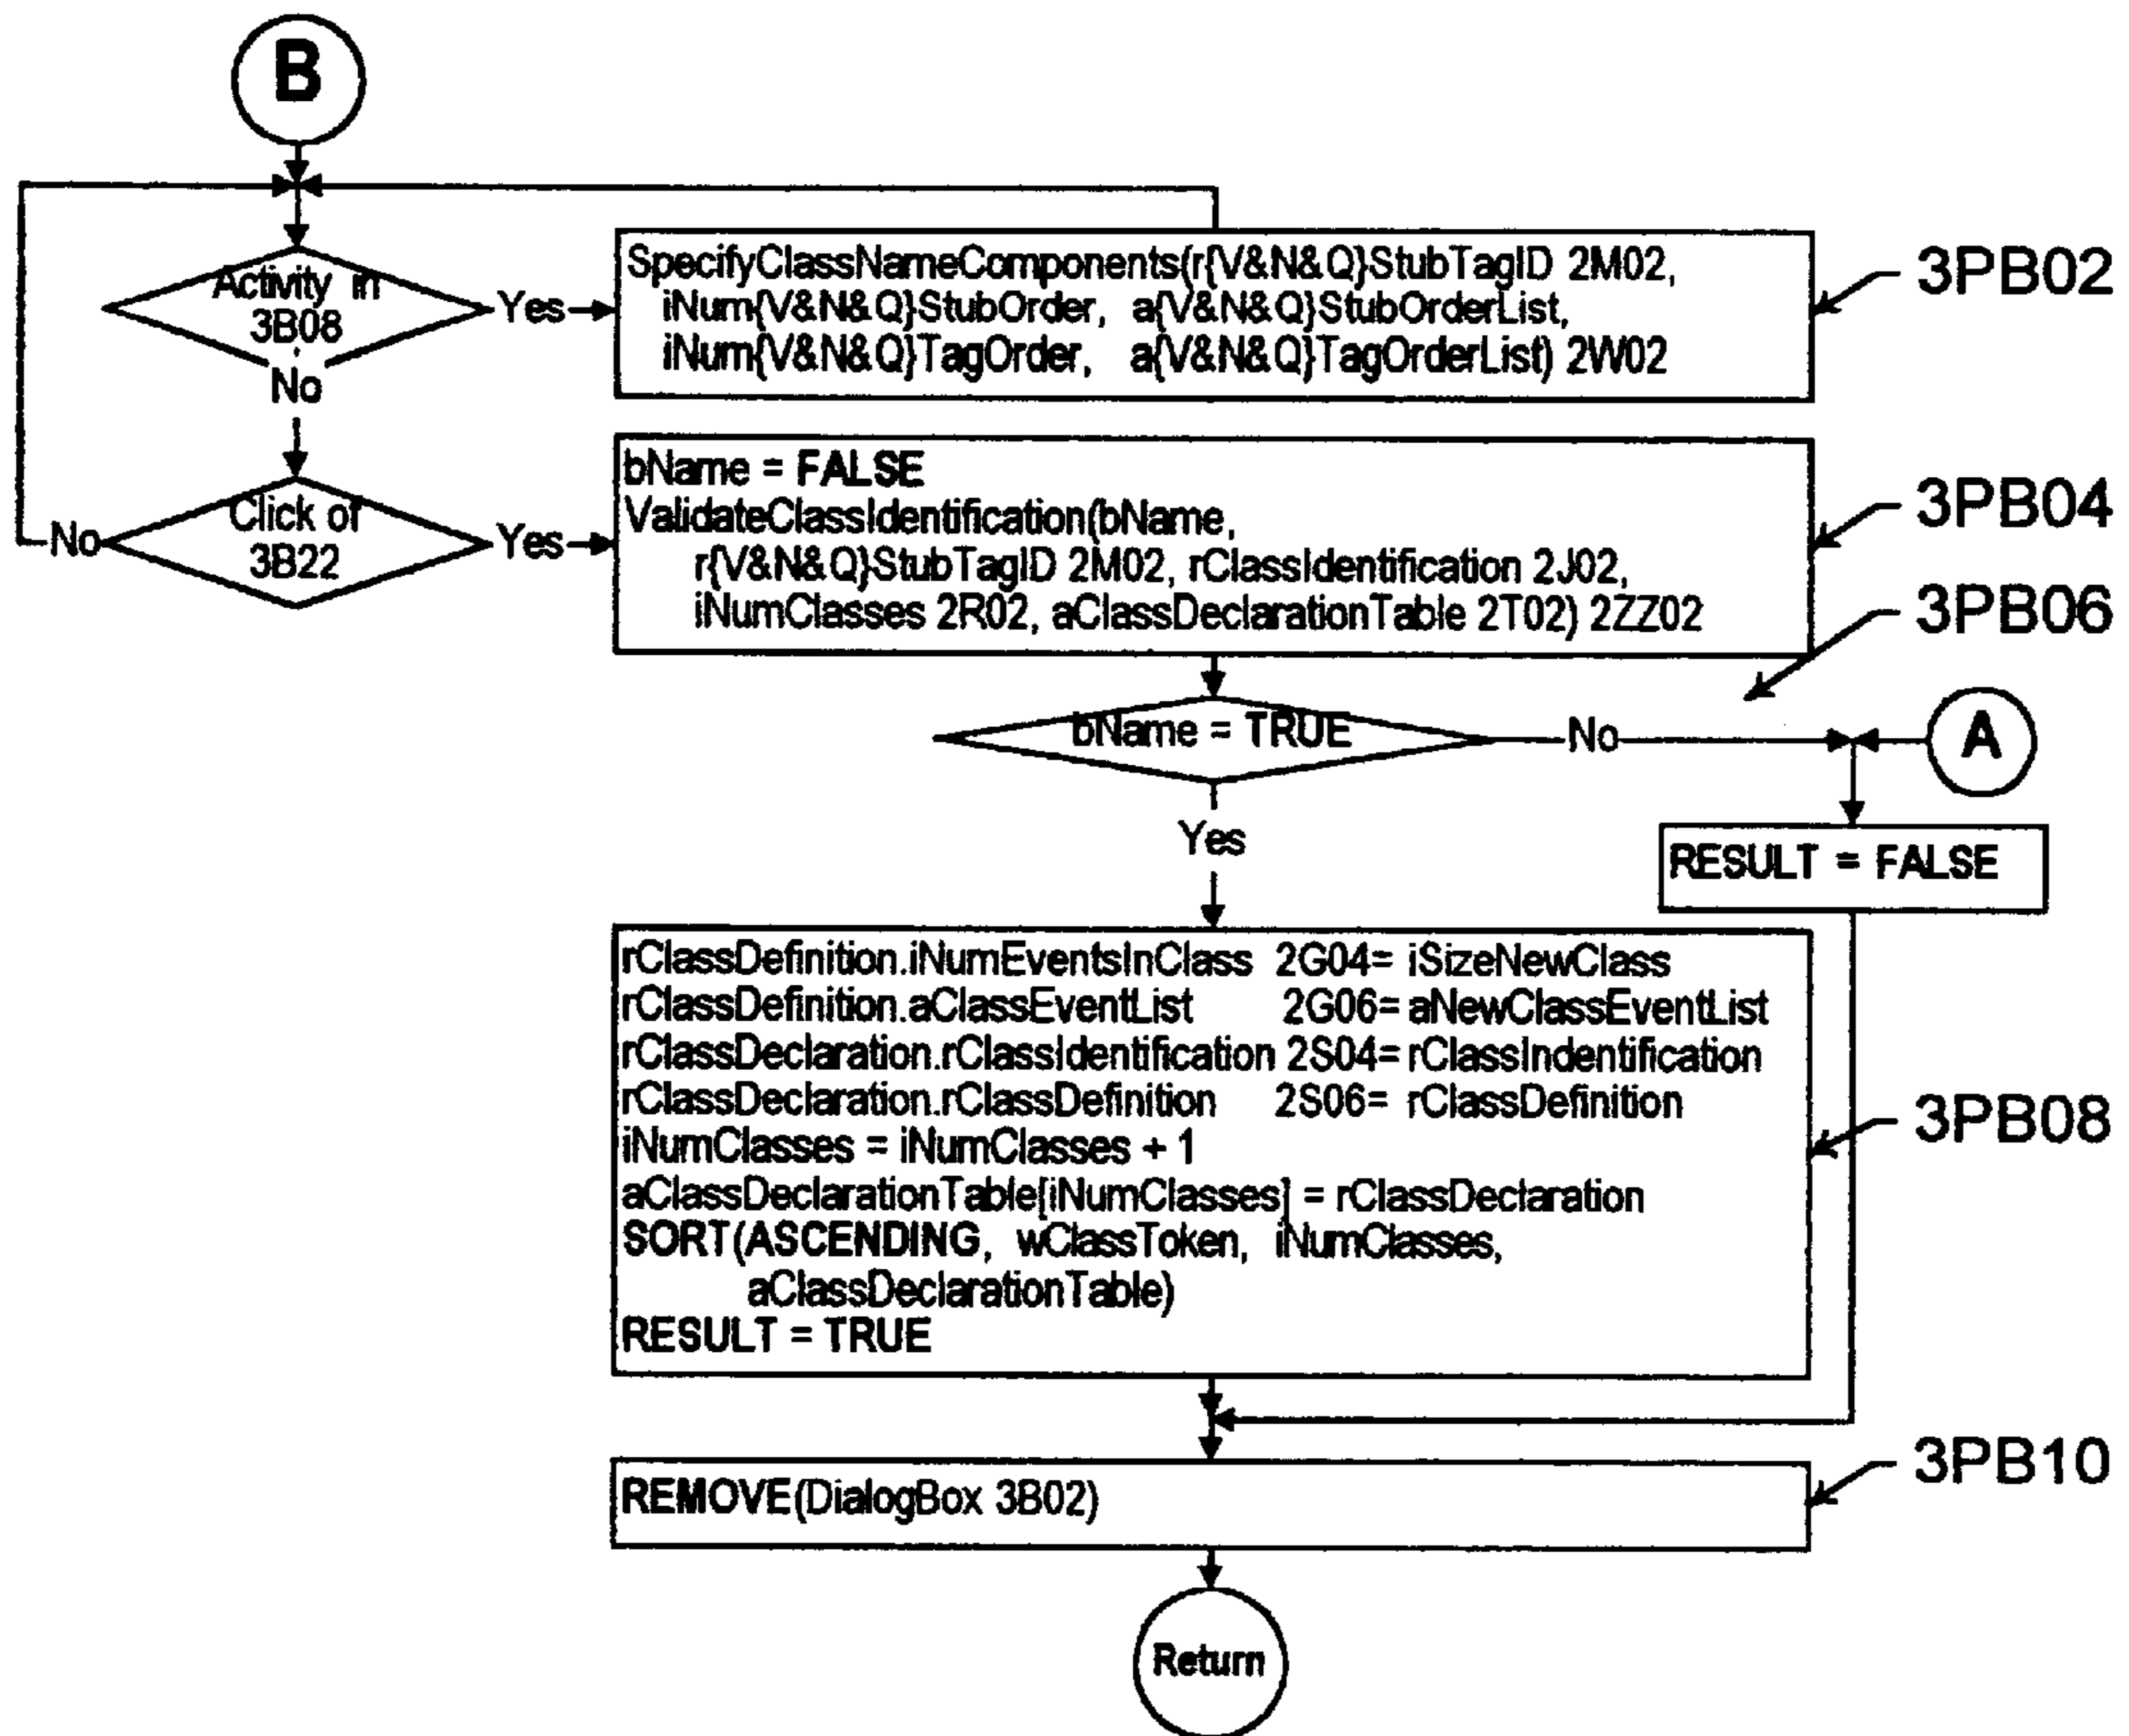 B
Activity in
3B08
Yes
No
SpecifyClassNameComponents(r{V&N&Q}StubTagID 2M02,
iNum{V&N&Q}StubOrder, a{V&N&Q}StubOrderList,
iNum{V&N&Q}TagOrder, a{V&N&Q}TagOrderList) 2W02
3PB02
No
Click of
3B22
Yes
bName = FALSE
ValidateClassIdentification(bName,
r{V&N&Q}StubTagID 2M02, rClassIdentification 2J02,
iNumClasses 2R02, aClassDeclarationTable 2T02) 2ZZ02
3PB04
3PB06
bName = TRUE
No
A
Yes
RESULT = FALSE
rClassDefinition.iNumEventsInClass 2G04= iSizeNewClass
rClassDefinition.aClassEventList 2G06= aNewClassEventList
rClassDeclaration.rClassIdentification 2S04= rClassIndentification
rClassDeclaration.rClassDefinition 2S06= rClassDefinition
iNumClasses = iNumClasses + 1
aClassDeclarationTable[iNumClasses] = rClassDeclaration
SORT(ASCENDING, wClassToken, iNumClasses,
aClassDeclarationTable)
RESULT = TRUE
3PB08
REMOVE(DialogBox 3B02)
3PB10
Return